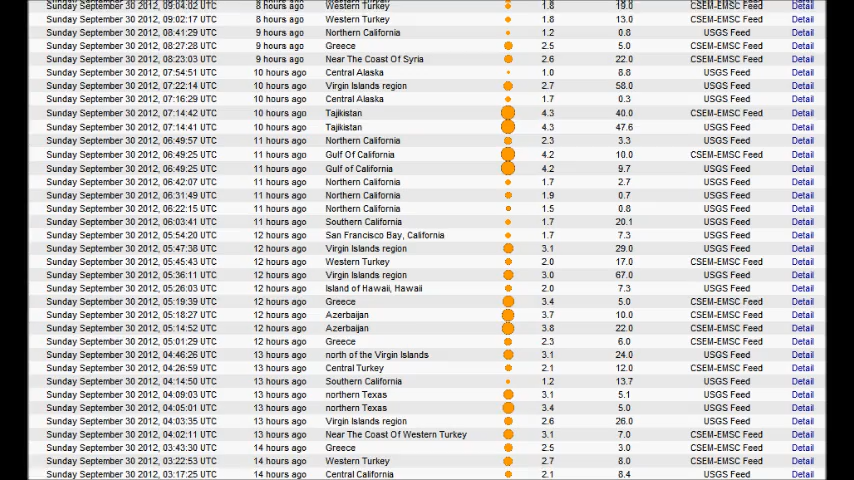 Sunday September 30 2012, 09:04:02 UTC 8 hours ago Western Turkey 1.8 19.0 CSEM-EMSC Feed Detail
Sunday September 30 2012, 09:02:17 UTC 8 hours ago Western Turkey 1.8 13.0 CSEM-EMSC Feed Detail
Sunday September 30 2012, 08:41:29 UTC 9 hours ago Northern California 1.2 0.8 USGS Feed Detail
Sunday September 30 2012, 08:27:28 UTC 9 hours ago Greece 2.5 5.0 CSEM-EMSC Feed Detail
Sunday September 30 2012, 08:23:03 UTC 9 hours ago Near The Coast Of Syria 2.6 22.0 CSEM-EMSC Feed Detail
Sunday September 30 2012, 07:54:51 UTC 10 hours ago Central Alaska 1.0 8.8 USGS Feed Detail
Sunday September 30 2012, 07:22:14 UTC 10 hours ago Virgin Islands region 2.7 58.0 USGS Feed Detail
Sunday September 30 2012, 07:16:29 UTC 10 hours ago Central Alaska 1.7 0.3 USGS Feed Detail
Sunday September 30 2012, 07:14:42 UTC 10 hours ago Tajikistan 4.3 40.0 CSEM-EMSC Feed Detail
Sunday September 30 2012, 07:14:41 UTC 10 hours ago Tajikistan 4.3 47.6 USGS Feed Detail
Sunday September 30 2012, 06:49:57 UTC 11 hours ago Northern California 2.3 3.3 USGS Feed Detail
Sunday September 30 2012, 06:49:25 UTC 11 hours ago Gulf Of California 4.2 10.0 CSEM-EMSC Feed Detail
Sunday September 30 2012, 06:49:25 UTC 11 hours ago Gulf of California 4.2 9.7 USGS Feed Detail
Sunday September 30 2012, 06:42:07 UTC 11 hours ago Northern California 1.7 2.7 USGS Feed Detail
Sunday September 30 2012, 06:31:49 UTC 11 hours ago Northern California 1.9 0.7 USGS Feed Detail
Sunday September 30 2012, 06:22:15 UTC 11 hours ago Northern California 1.5 0.8 USGS Feed Detail
Sunday September 30 2012, 06:03:41 UTC 11 hours ago Southern California 1.7 20.1 USGS Feed Detail
Sunday September 30 2012, 05:54:20 UTC 12 hours ago San Francisco Bay, California 1.7 7.3 USGS Feed Detail
Sunday September 30 2012, 05:47:38 UTC 12 hours ago Virgin Islands region 3.1 29.0 USGS Feed Detail
Sunday September 30 2012, 05:45:43 UTC 12 hours ago Western Turkey 2.0 17.0 CSEM-EMSC Feed Detail
Sunday September 30 2012, 05:36:11 UTC 12 hours ago Virgin Islands region 3.0 67.0 USGS Feed Detail
Sunday September 30 2012, 05:26:03 UTC 12 hours ago Island of Hawaii, Hawaii 2.0 7.3 USGS Feed Detail
Sunday September 30 2012, 05:19:39 UTC 12 hours ago Greece 3.4 5.0 CSEM-EMSC Feed Detail
Sunday September 30 2012, 05:18:27 UTC 12 hours ago Azerbaijan 3.7 10.0 CSEM-EMSC Feed Detail
Sunday September 30 2012, 05:14:52 UTC 12 hours ago Azerbaijan 3.8 22.0 CSEM-EMSC Feed Detail
Sunday September 30 2012, 05:01:29 UTC 12 hours ago Greece 2.3 6.0 CSEM-EMSC Feed Detail
Sunday September 30 2012, 04:46:26 UTC 13 hours ago north of the Virgin Islands 3.1 24.0 USGS Feed Detail
Sunday September 30 2012, 04:26:59 UTC 13 hours ago Central Turkey 2.1 12.0 CSEM-EMSC Feed Detail
Sunday September 30 2012, 04:14:50 UTC 13 hours ago Southern California 1.2 13.7 USGS Feed Detail
Sunday September 30 2012, 04:09:03 UTC 13 hours ago northern Texas 3.1 5.1 USGS Feed Detail
Sunday September 30 2012, 04:05:01 UTC 13 hours ago northern Texas 3.4 5.0 USGS Feed Detail
Sunday September 30 2012, 04:03:35 UTC 13 hours ago Virgin Islands region 2.6 26.0 USGS Feed Detail
Sunday September 30 2012, 04:02:11 UTC 13 hours ago Near The Coast Of Western Turkey 3.1 7.0 CSEM-EMSC Feed Detail
Sunday September 30 2012, 03:43:30 UTC 14 hours ago Greece 2.5 3.0 CSEM-EMSC Feed Detail
Sunday September 30 2012, 03:22:53 UTC 14 hours ago Western Turkey 2.7 8.0 CSEM-EMSC Feed Detail
Sunday September 30 2012, 03:17:25 UTC 14 hours ago Central California 2.1 8.4 USGS Feed Detail